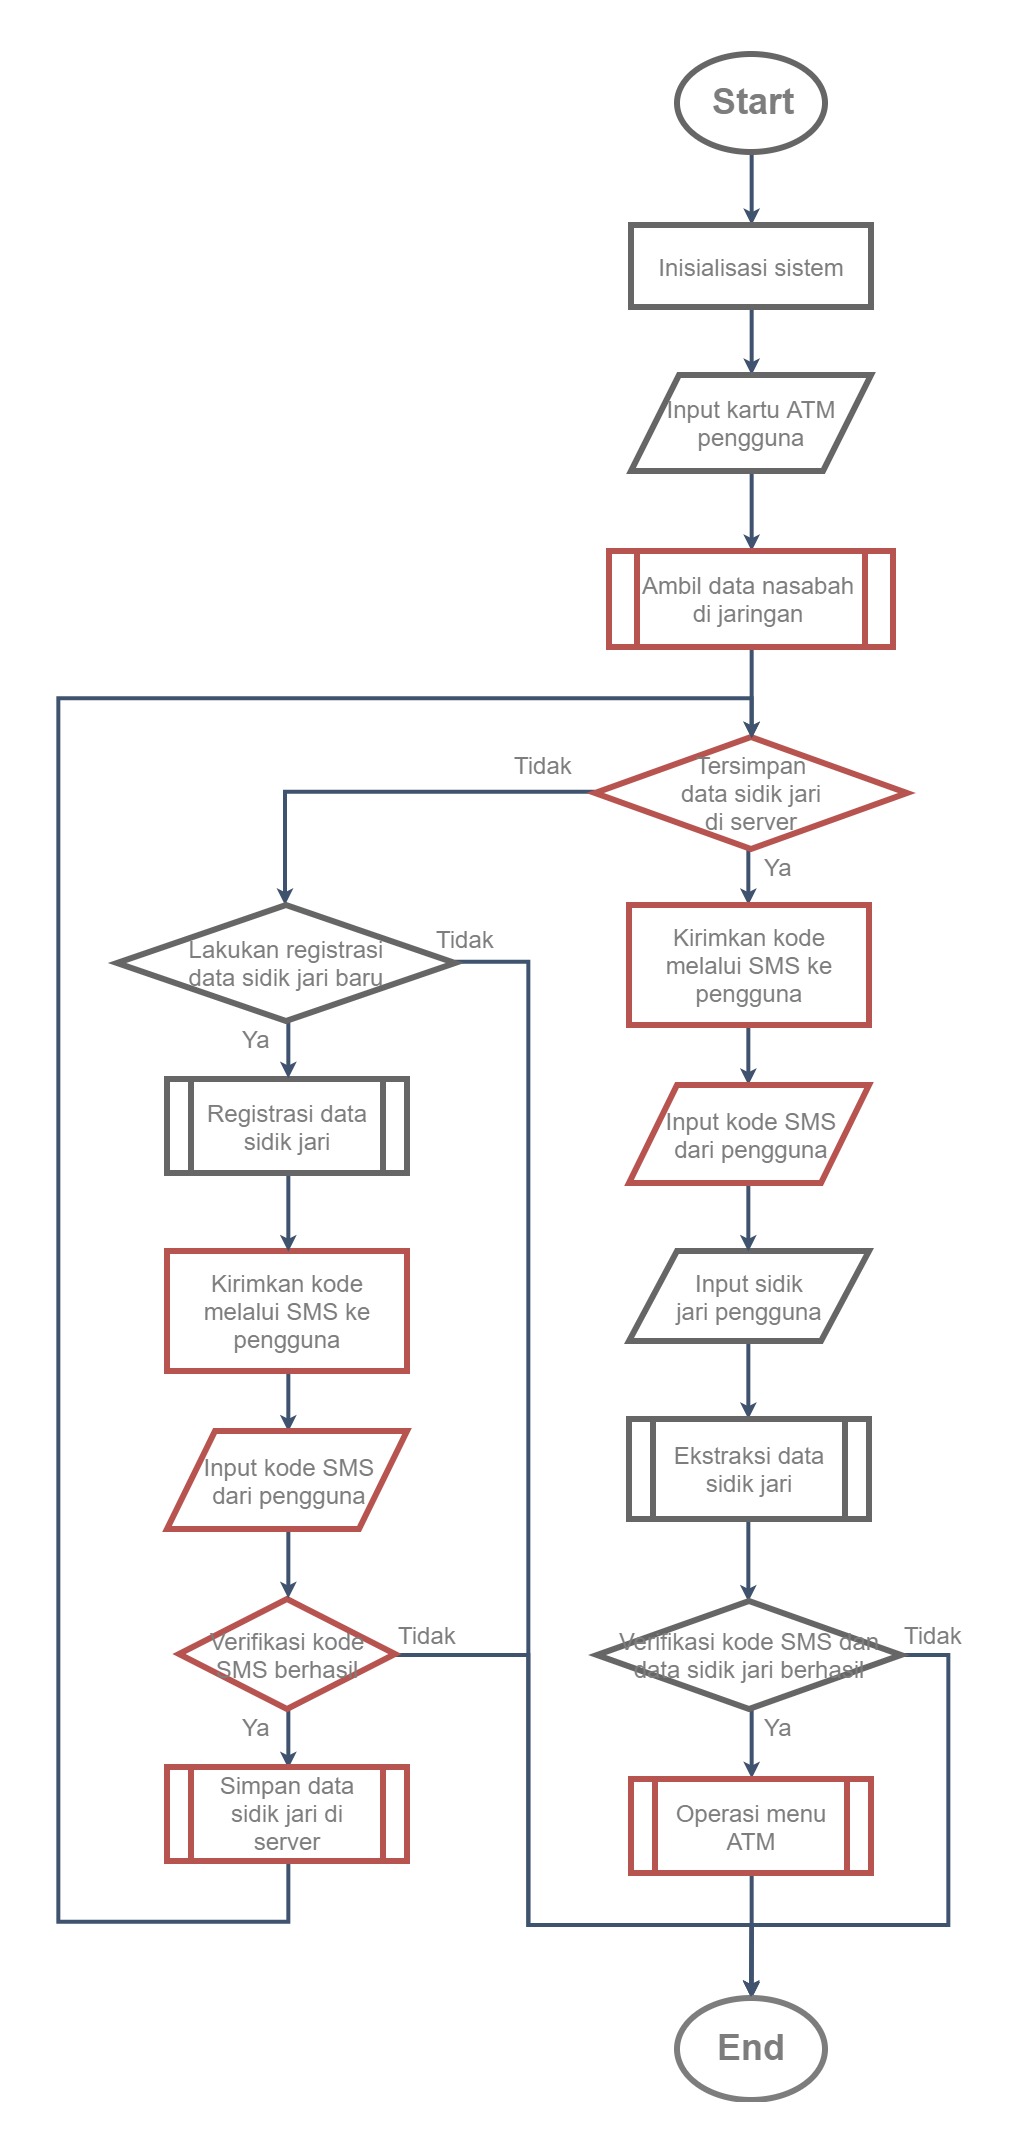 Start
Inisialisasi sistem
Input kartu ATM
pengguna
Ambil data nasabah
di jaringan
Tersimpan
data sidik jari
di server
Tidak
Ya
Lakukan registrasi
data sidik jari baru
Tidak
Ya
Registrasi data
sidik jari
Kirimkan kode
melalui SMS ke
pengguna
Input kode SMS
dari pengguna
Verifikasi kode
SMS berhasil
Tidak
Ya
Simpan data
sidik jari di
server
Kirimkan kode
melalui SMS ke
pengguna
Input kode SMS
dari pengguna
Input sidik
jari pengguna
Ekstraksi data
sidik jari
Verifikasi kode SMS dan
data sidik jari berhasil
Tidak
Ya
Operasi menu
ATM
End